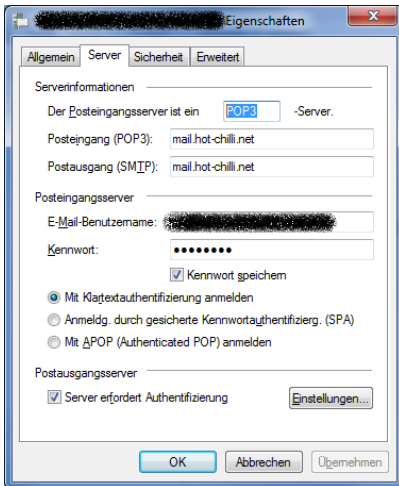 Eigenschaften
Allgemein Server Sicherheit Erweitert
Serverinformationen
Der Posteingangsserver ist ein POP3 -Server.
Posteingang (POP3): mail.hot-chilli.net
Postausgang (SMTP): mail.hot-chilli.net
Posteingangsserver
E-Mail-Benutzername:
Kennwort: ●●●●●●●●
Kennwort speichern
Mit Klartextauthentifizierung anmelden
Anmeldg. durch gesicherte Kennwortauthentifizierg. (SPA)
Mit APOP (Authenticated POP) anmelden
Postausgangsserver
Server erfordert Authentifizierung Einstellungen...
OK Abbrechen Übernehmen